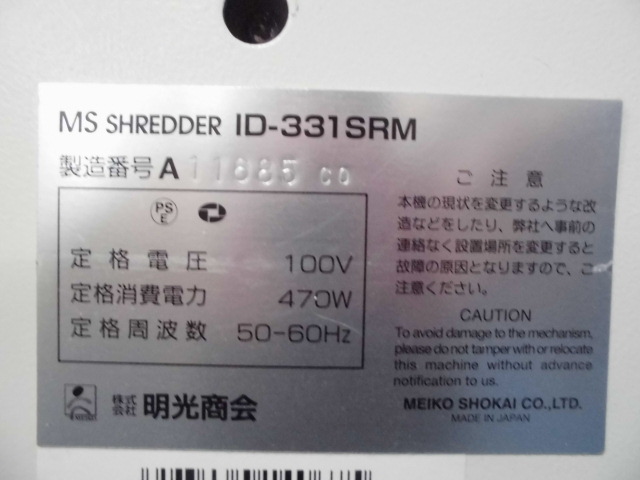 MS SHREDDER ID-331SRM
製造番号 A 11885 CO
PS
E
定格電圧 100V
定格消費電力 470W
定格周波数 50-60Hz
株式会社 明光商会
ご注意
本機の現状を変更するような改
造などをしたり、弊社へ事前の
連絡なく設置場所を変更すると
故障の原因となりますので、ご
注意ください。
CAUTION
To avoid damage to the mechanism,
please do not tamper with or relocate
this machine without advance
notification to us.
MEIKO SHOKAI CO.,LTD.
MADE IN JAPAN